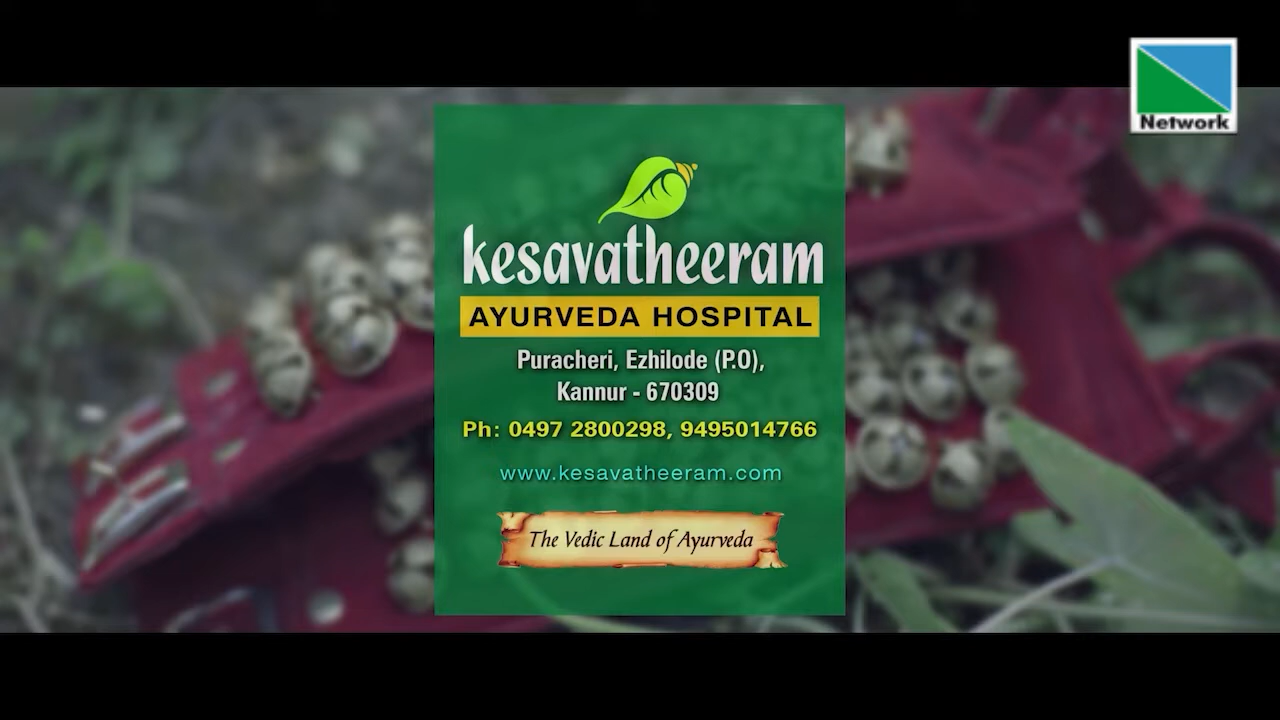 Network
kesavatheeram
AYURVEDA HOSPITAL
Puracheri, Ezhilode (P.O),
Kannur - 670309
Ph: 0497 2800298, 9495014766
www.kesavatheeram.com
The Vedic Land of Ayurveda